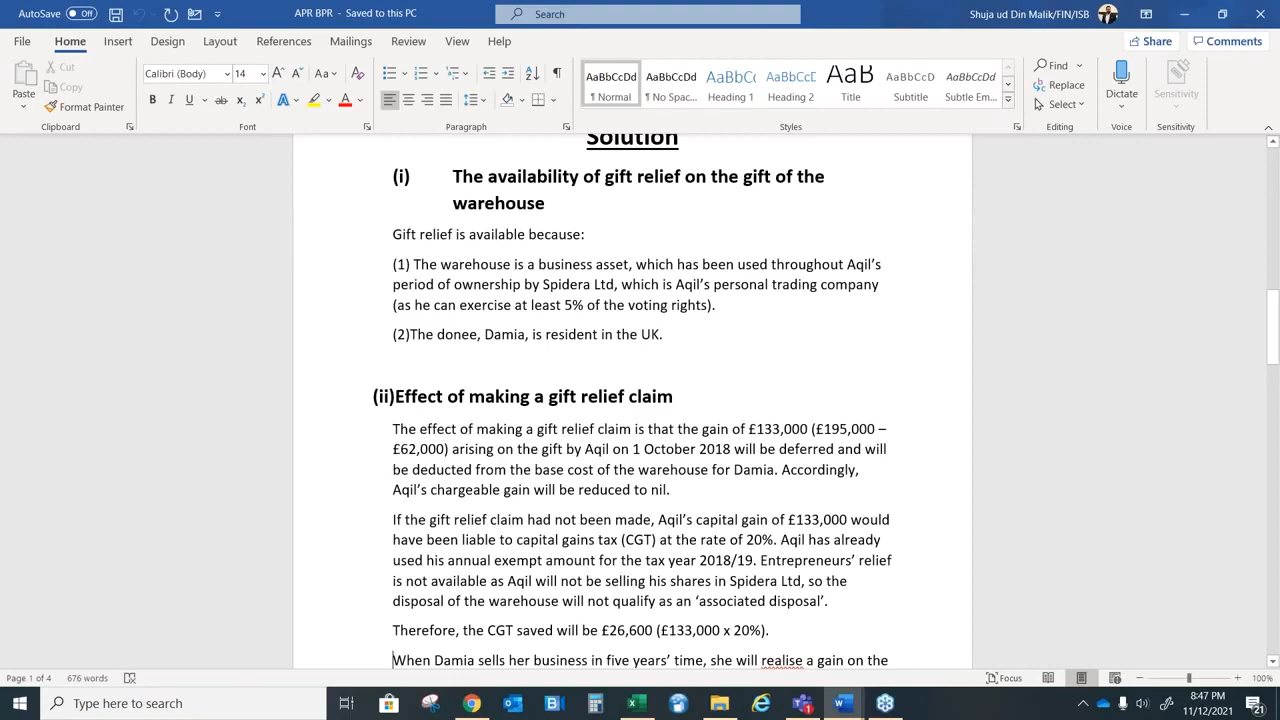 AutoSave Off APR BPR - Saved Search Shuja ud Din Malik/FIN/ISB
File Home Insert Design Layout References Mailings Review View Help Share Comments
Paste Cut Copy Format Painter Clipboard
Calibri (Body) 14 Font
Paragraph
AaBbCcDd AaBbCcDd AaBbCc AaBbCcE AaB AaBbCcD AaBbCcDd
¶ Normal ¶ No Spac... Heading 1 Heading 2 Title Subtitle Subtle Em...
Styles
Find Replace Select Editing
Dictate Voice
Sensitivity Sensitivity
Solution
(i) The availability of gift relief on the gift of the
warehouse
Gift relief is available because:
(1) The warehouse is a business asset, which has been used throughout Aqil’s
period of ownership by Spidera Ltd, which is Aqil’s personal trading company
(as he can exercise at least 5% of the voting rights).
(2)The donee, Damia, is resident in the UK.
(ii)Effect of making a gift relief claim
The effect of making a gift relief claim is that the gain of £133,000 (£195,000 –
£62,000) arising on the gift by Aqil on 1 October 2018 will be deferred and will
be deducted from the base cost of the warehouse for Damia. Accordingly,
Aqil’s chargeable gain will be reduced to nil.
If the gift relief claim had not been made, Aqil’s capital gain of £133,000 would
have been liable to capital gains tax (CGT) at the rate of 20%. Aqil has already
used his annual exempt amount for the tax year 2018/19. Entrepreneurs’ relief
is not available as Aqil will not be selling his shares in Spidera Ltd, so the
disposal of the warehouse will not qualify as an ‘associated disposal’.
Therefore, the CGT saved will be £26,600 (£133,000 x 20%).
When Damia sells her business in five years’ time, she will realise a gain on the
Page 1 of 4 676 words Focus 100%
Type here to search 8:47 PM
11/12/2021 21